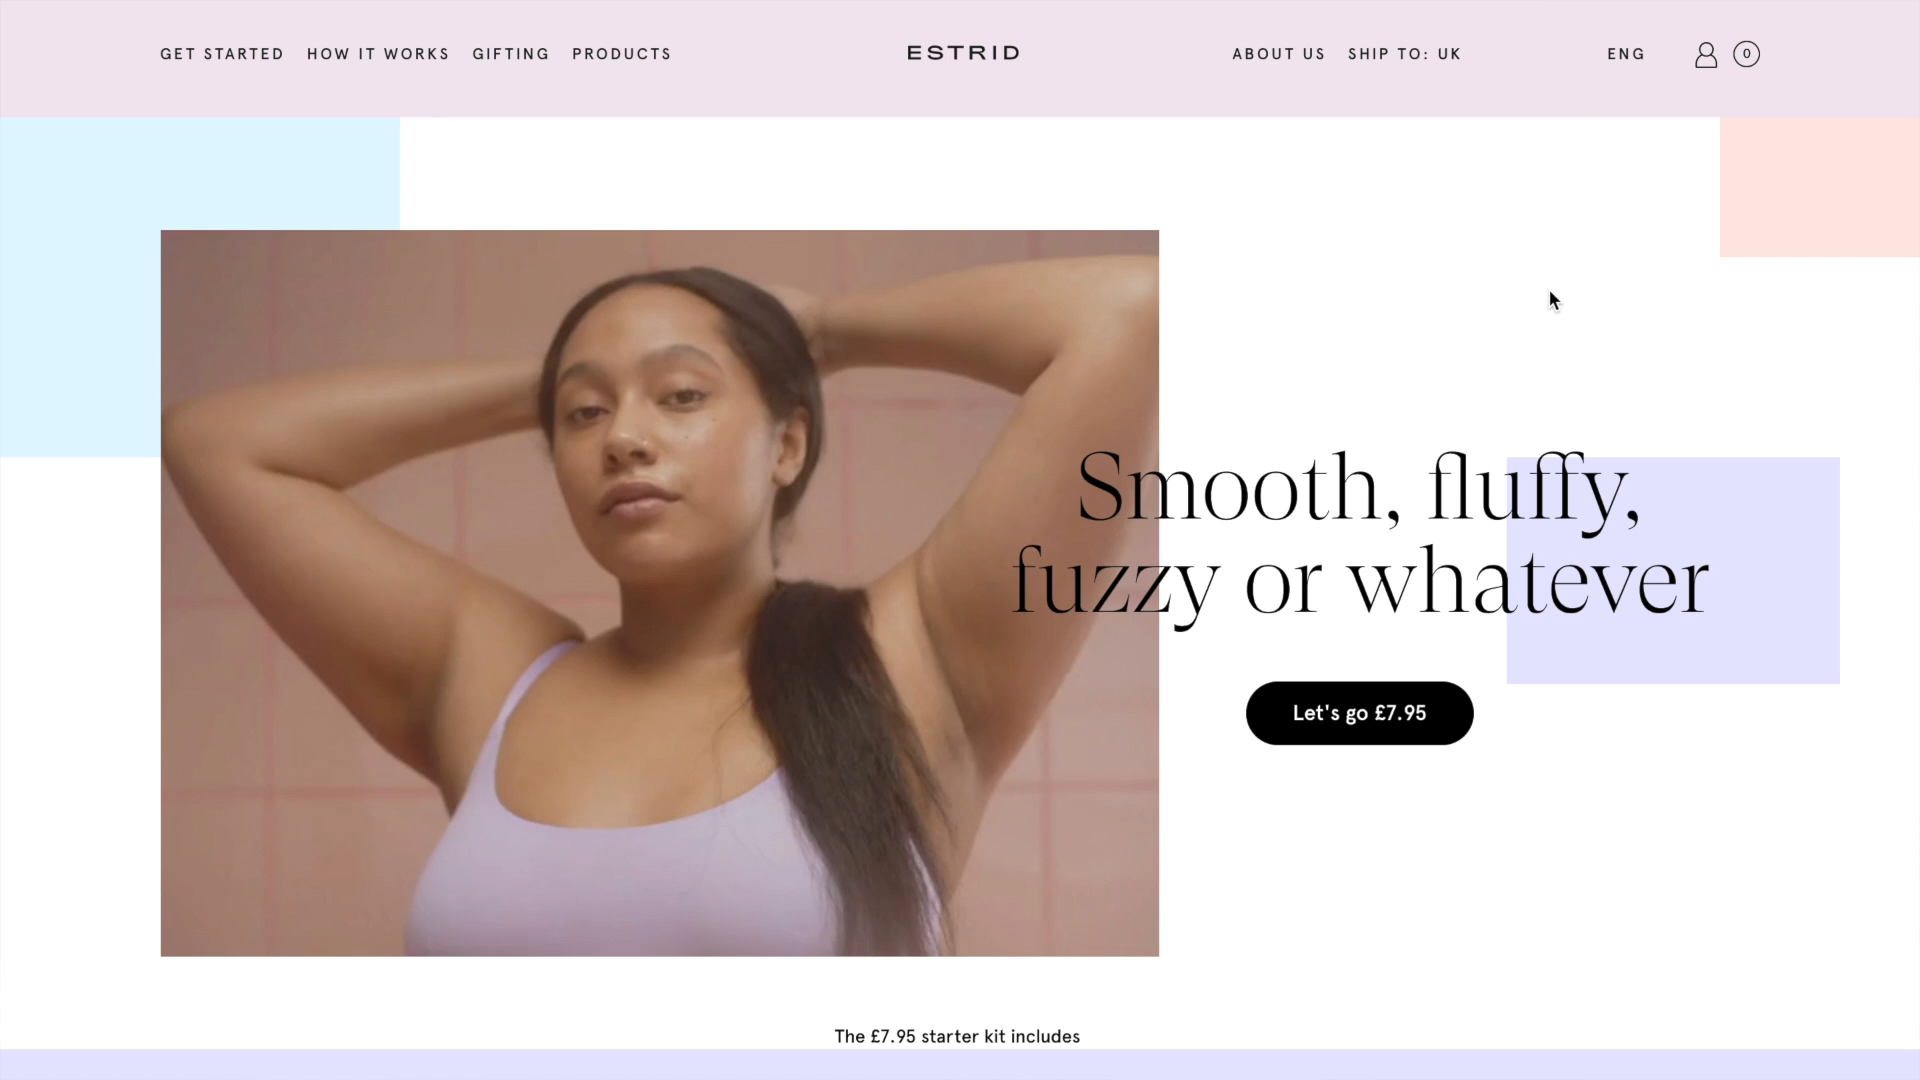 GET STARTED HOW IT WORKS GIFTING PRODUCTS ESTRID ABOUT US SHIP TO: UK ENG 0
Smooth, fluffy,
fuzzy or whatever
Let's go £7.95
The £7.95 starter kit includes